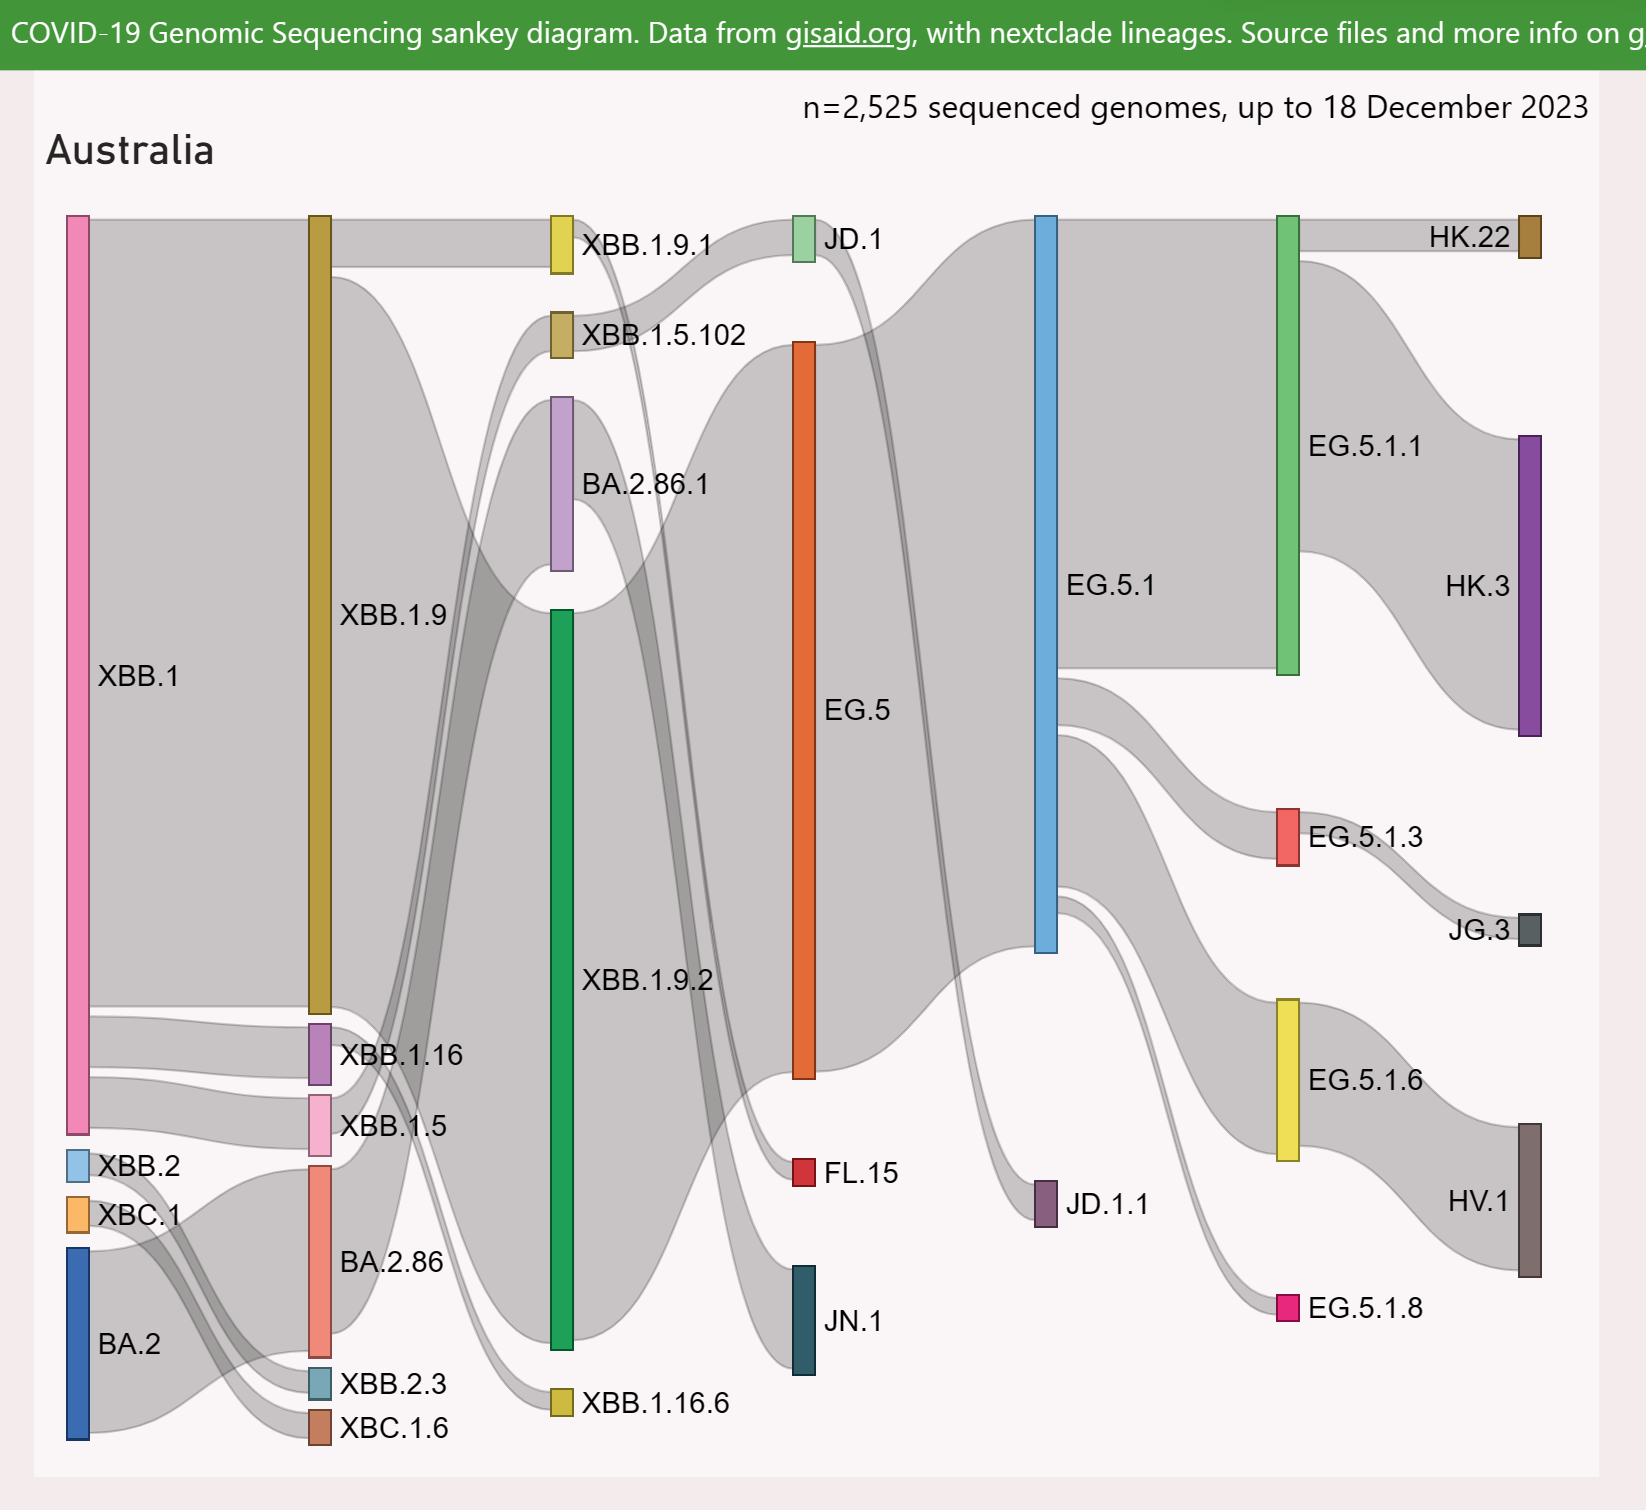 COVID-19 Genomic Sequencing sankey diagram. Data from gisaid.org, with nextclade lineages. Source files and more info on g
n=2,525 sequenced genomes, up to 18 December 2023
Australia
XBB.1
XBB.2
XBC.1
BA.2
XBB.1.9
XBB.1.16
XBB.1.5
BA.2.86
XBB.2.3
XBC.1.6
XBB.1.9.1
XBB.1.5.102
BA.2.86.1
XBB.1.9.2
XBB.1.16.6
JD.1
EG.5
FL.15
JN.1
EG.5.1
JD.1.1
EG.5.1.1
EG.5.1.3
EG.5.1.6
EG.5.1.8
HK.22
HK.3
JG.3
HV.1